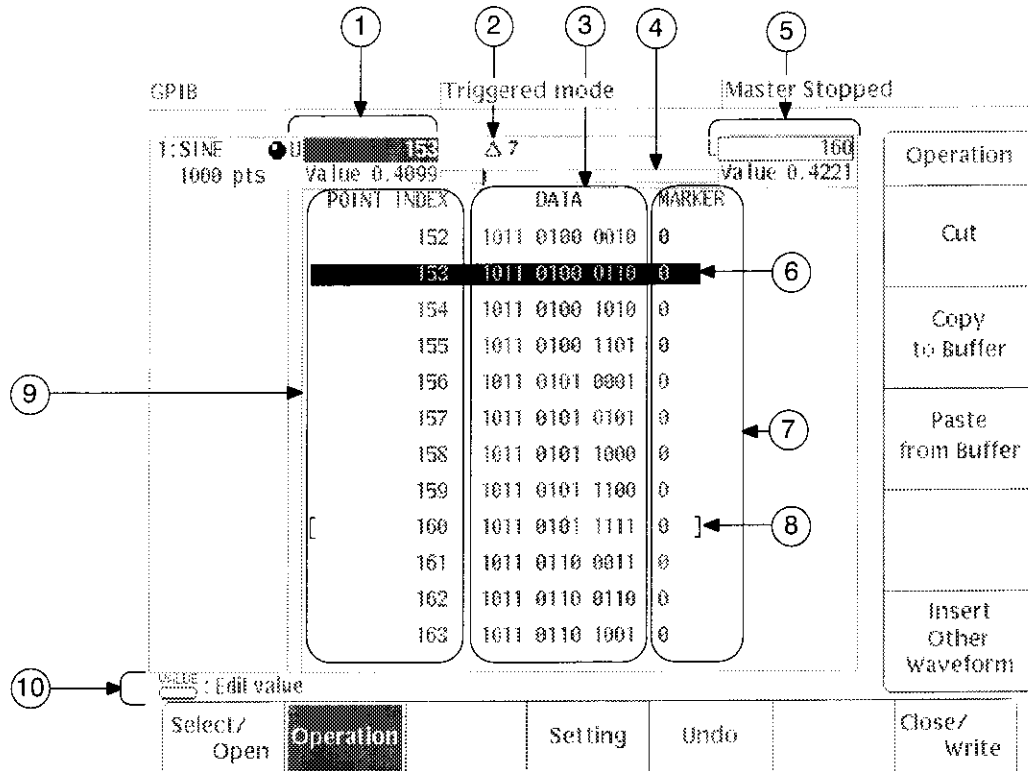 1 2 3 4 5
GPIB Triggered mode Master Stopped
1:SINE U 153 △7 160
1000 pts Value 0.4099 Value 0.4221
POINT INDEX DATA MARKER
152 1011 0100 0010 0
153 1011 0100 0110 0
154 1011 0100 1010 0
155 1011 0100 1101 0
156 1011 0101 0001 0
157 1011 0101 0101 0
158 1011 0101 1000 0
159 1011 0101 1100 0
[ 160 1011 0101 1111 0 ]
161 1011 0110 0011 0
162 1011 0110 0110 0
163 1011 0110 1001 0
6
7
8
9
10
VALUE : Edit value
Operation
Cut
Copy
to Buffer
Paste
from Buffer
Insert
Other
Waveform
Select/
Open
Operation
Setting
Undo
Close/
Write